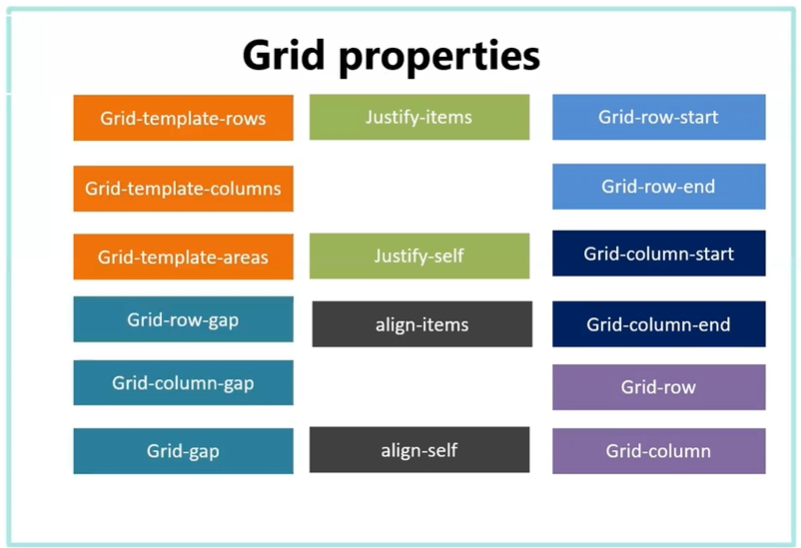 Grid properties
Grid-template-rows
Justify-items
Grid-row-start
Grid-template-columns
Grid-row-end
Grid-template-areas
Justify-self
Grid-column-start
Grid-row-gap
align-items
Grid-column-end
Grid-column-gap
Grid-row
Grid-gap
align-self
Grid-column